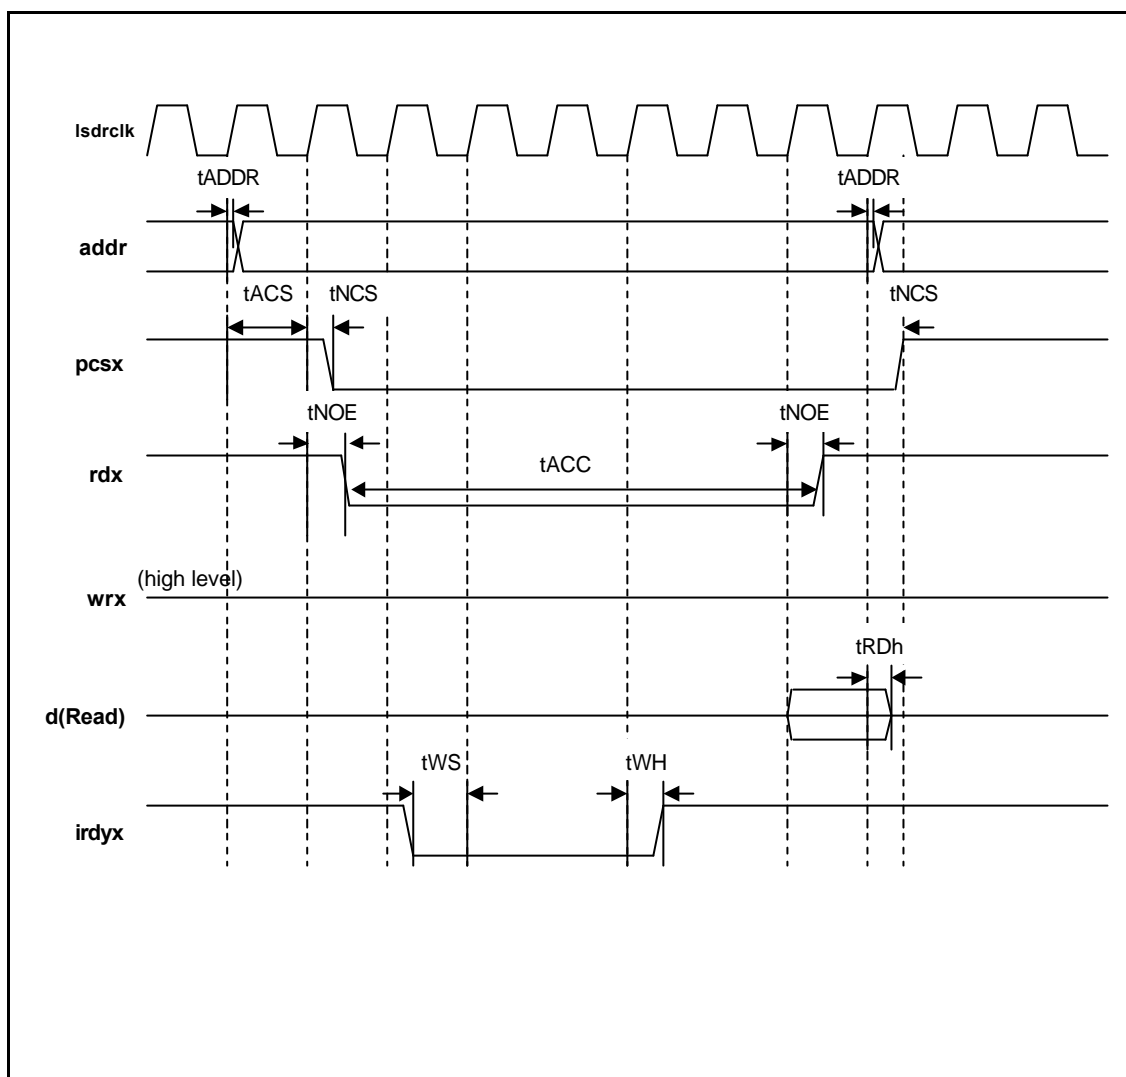 lsdrclk
tADDR tADDR
addr
tACS tNCS tNCS
pcsx
tNOE tNOE
rdx tACC
(high level)
wrx
tRDh
d(Read)
tWS tWH
irdyx